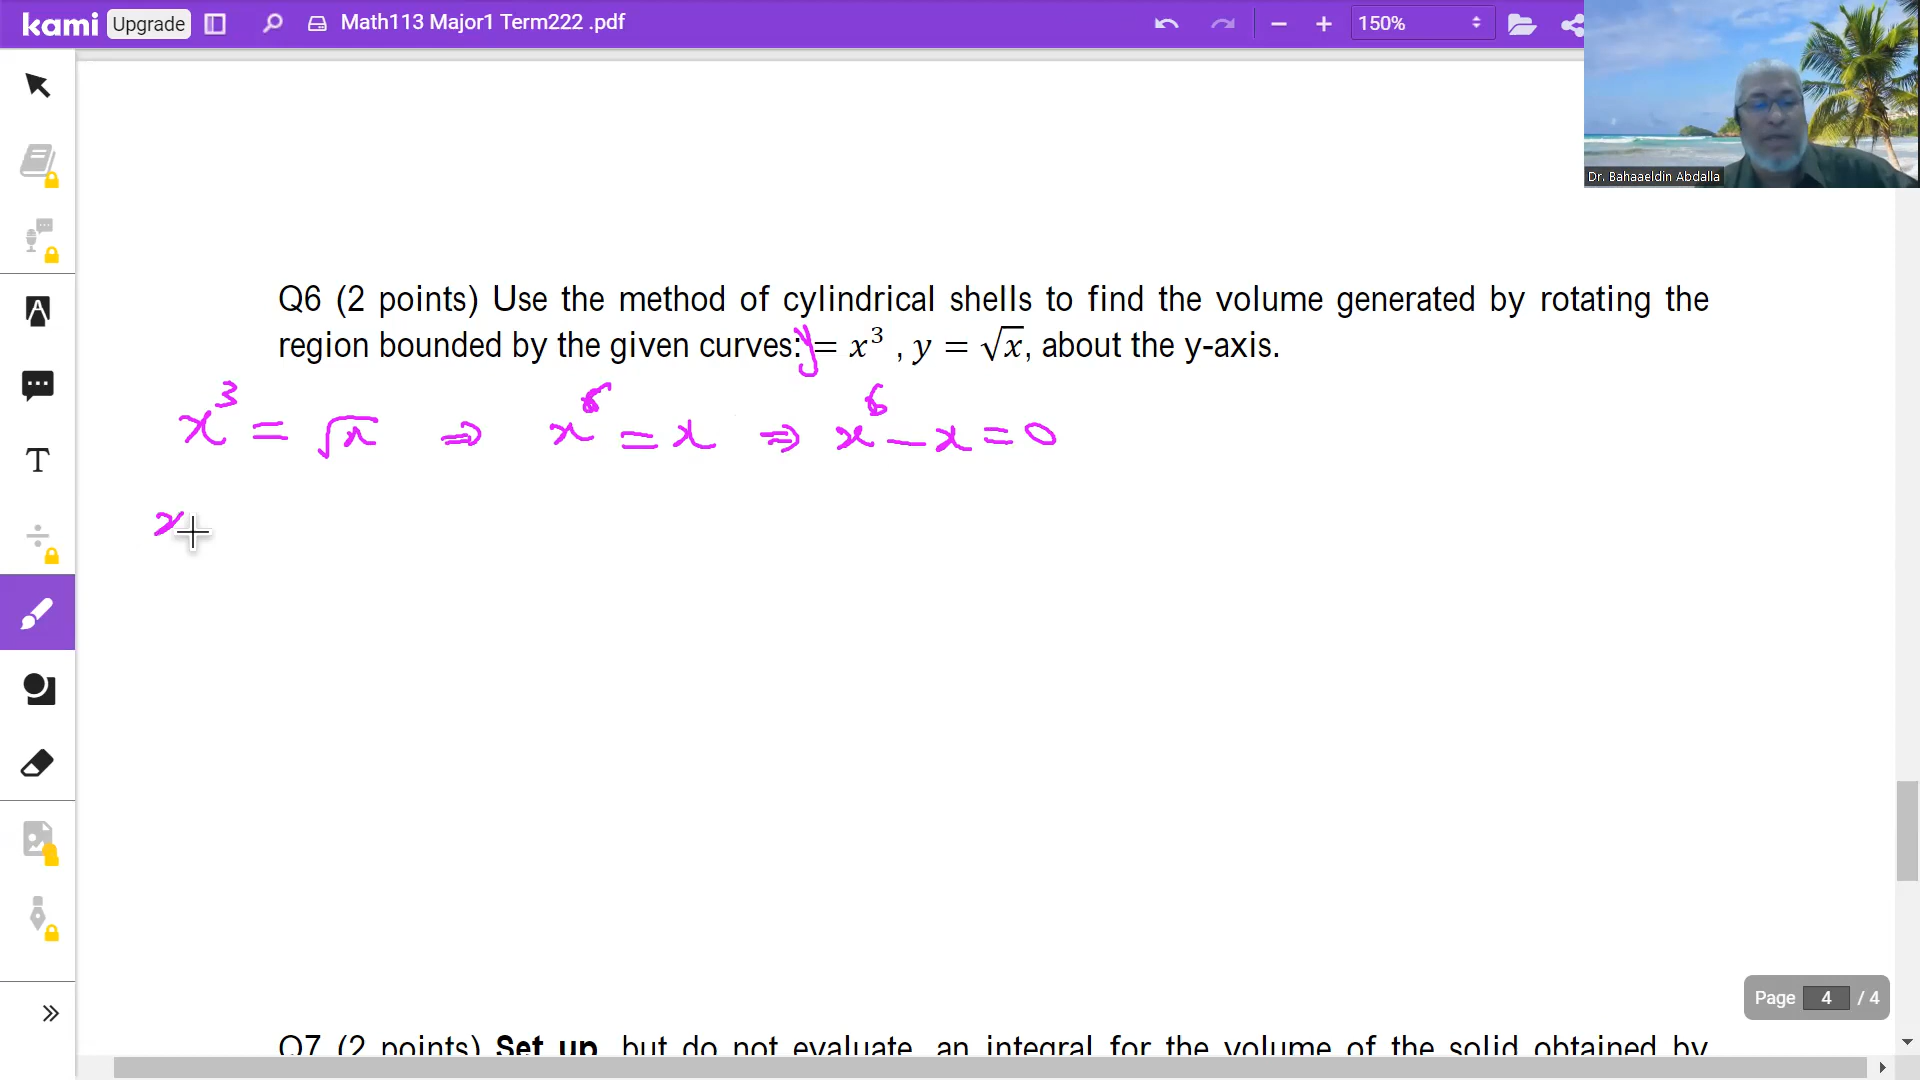 kami Upgrade Math113 Major1 Term222 .pdf 150%
Dr. Bahaaeldin Abdalla
Q6 (2 points) Use the method of cylindrical shells to find the volume generated by rotating the
region bounded by the given curves: y = x³ , y = √x, about the y-axis.
x³ = √x ⇒ x⁶ = x ⇒ x⁶ – x = 0
x
T
Page 4 / 4
Q7 (2 points) Set up, but do not evaluate, an integral for the volume of the solid obtained by